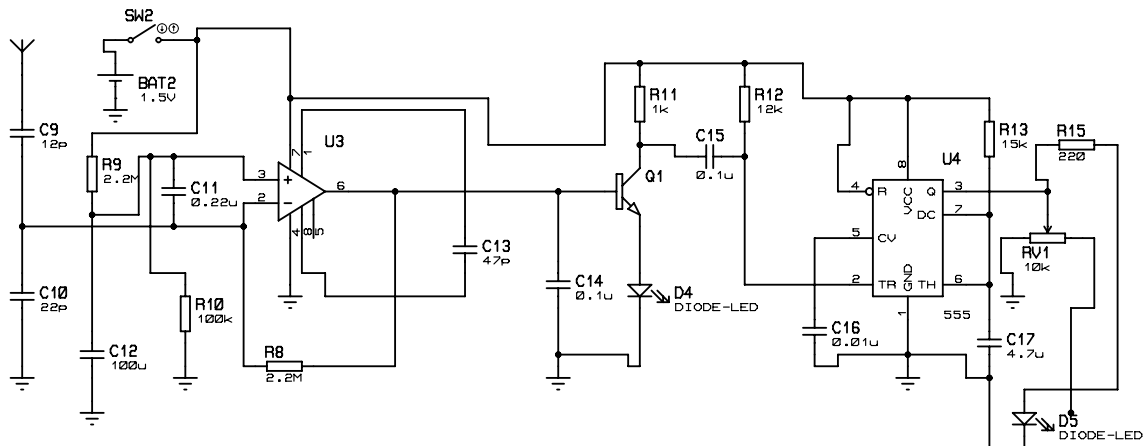 SW2
BAT2
1.5V
C9
12p
R9
2.2M
C11
0.22u
U3
7
1
3
2
6
4
8
5
C13
47p
R11
1k
R12
12k
C15
0.1u
Q1
U4
R13
15k
R15
220
8
4
R
VCC
Q
3
DC
7
5
CV
2
TR
GND
TH
6
1
555
RV1
10k
C10
22p
R10
100k
C12
100u
R8
2.2M
C14
0.1u
D4
DIODE-LED
C16
0.01u
C17
4.7u
D5
DIODE-LED